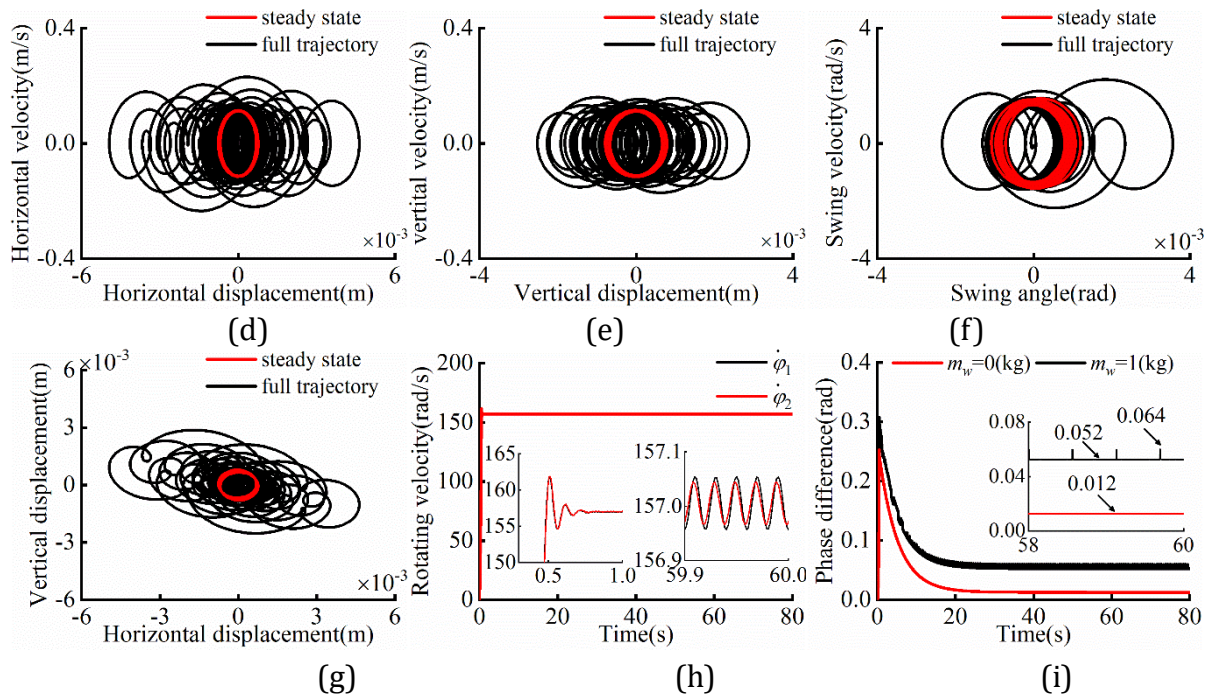 steady state
full trajectory
Horizontal velocity(m/s)
0.4
0.0
-0.4
-6
0
6
×10⁻³
Horizontal displacement(m)
(d)
steady state
full trajectory
vertital velocity(m/s)
0.4
0.0
-0.4
-4
0
4
×10⁻³
Vertical displacement(m)
(e)
steady state
full trajectory
Swing velocity(rad/s)
4
0
-4
-4
0
4
×10⁻³
Swing angle(rad)
(f)
×10⁻³
steady state
full trajectory
Vertical displacement(m)
6
3
0
-3
-6
-6
-3
0
3
6
×10⁻³
Horizontal displacement(m)
(g)
φ̇₁
φ̇₂
Rotating velocity(rad/s)
200
150
100
50
0
165
160
155
150
0.5
1.0
157.1
157.0
156.9
59.9
60.0
0
20
40
60
80
Time(s)
(h)
m_w=0(kg)
m_w=1(kg)
Phase difference(rad)
0.4
0.3
0.2
0.1
0.0
0.08
0.04
0.00
0.052
0.064
0.012
58
60
0
20
40
60
80
Time(s)
(i)